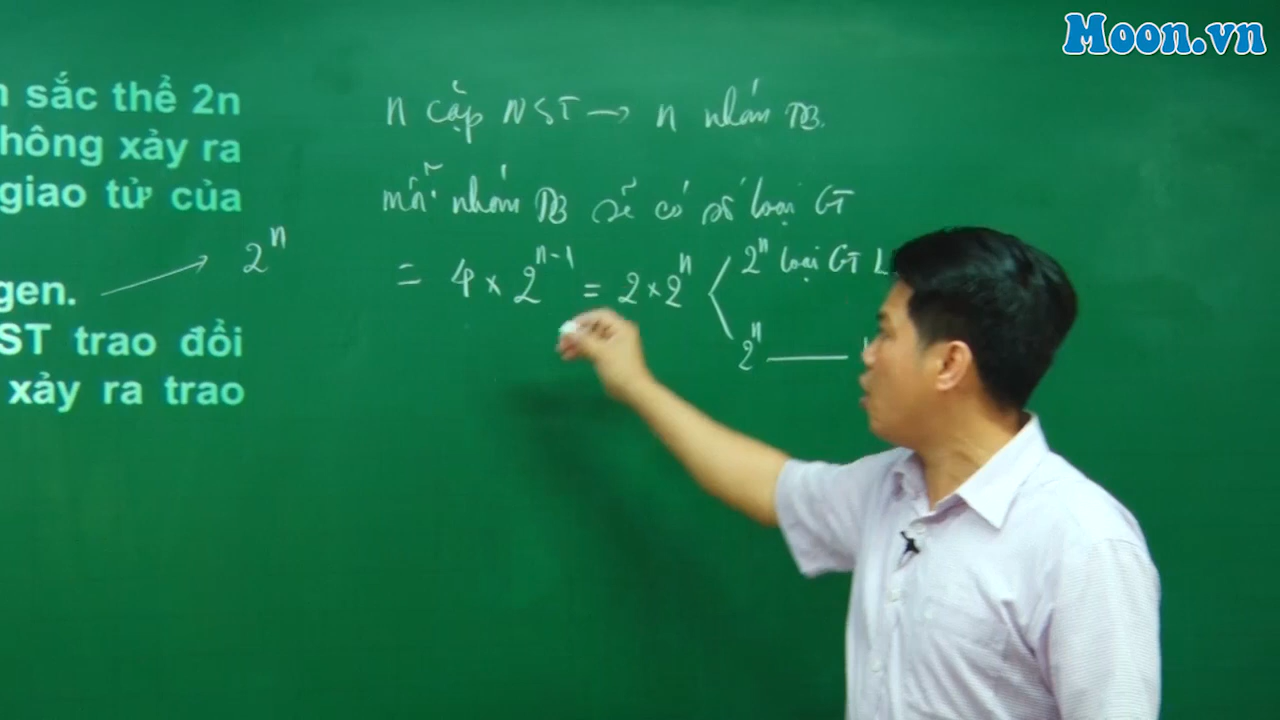 Moon.vn
sắc thể 2n
hông xảy ra
giao tử của
gen.
ST trao đổi
xảy ra trao
2^n
n cặp NST → n nhóm TB.
mỗi nhóm TB sẽ có số loại GT
= 4 × 2^{n-1} = 2 × 2^n
2^n loại GT L
2^n